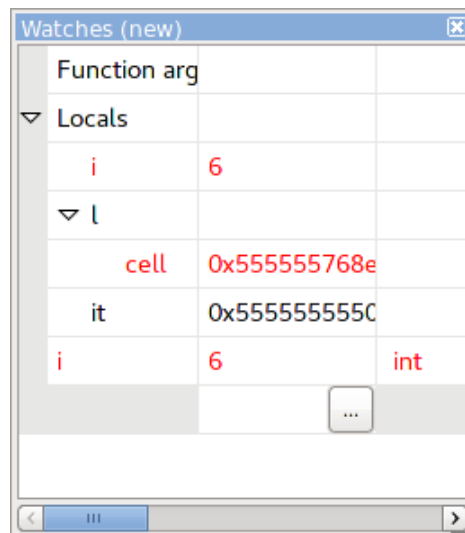 Watches (new)
Function arg
Locals
i 6
l
cell 0x555555768e
it 0x5555555550
i 6 int
...